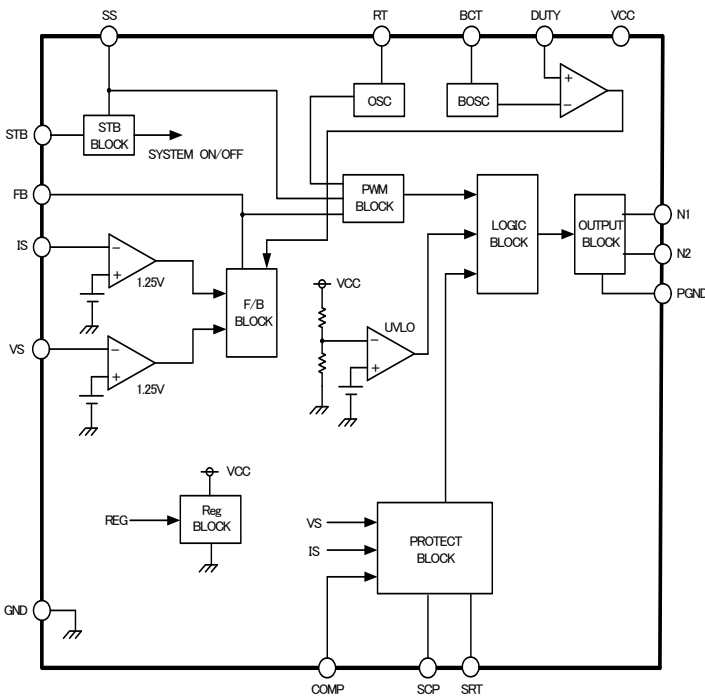 SS
RT
BCT
DUTY
VCC
STB
STB
BLOCK
SYSTEM ON/OFF
OSC
BOSC
+
−
FB
PWM
BLOCK
LOGIC
BLOCK
OUTPUT
BLOCK
N1
N2
PGND
IS
−
+
1.25V
F/B
BLOCK
VCC
UVLO
−
+
VS
−
+
1.25V
VCC
REG
Reg
BLOCK
VS
IS
PROTECT
BLOCK
GND
COMP
SCP
SRT